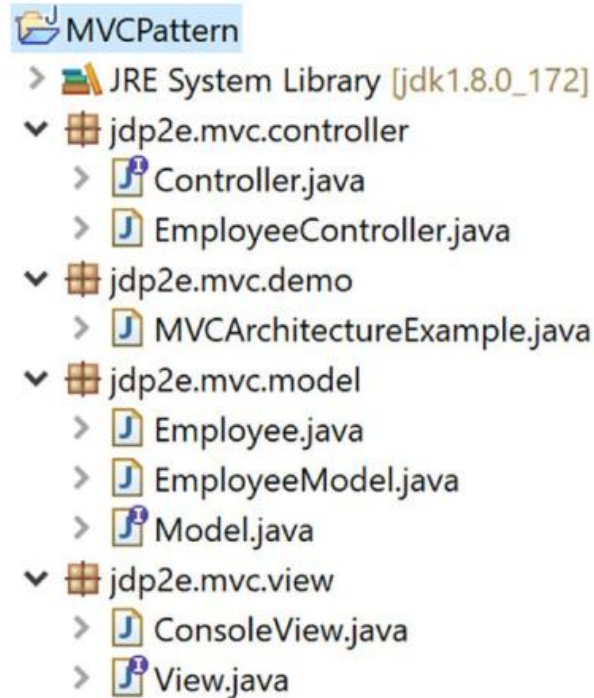 MVCPattern
JRE System Library [jdk1.8.0_172]
jdp2e.mvc.controller
Controller.java
EmployeeController.java
jdp2e.mvc.demo
MVCArchitectureExample.java
jdp2e.mvc.model
Employee.java
EmployeeModel.java
Model.java
jdp2e.mvc.view
ConsoleView.java
View.java